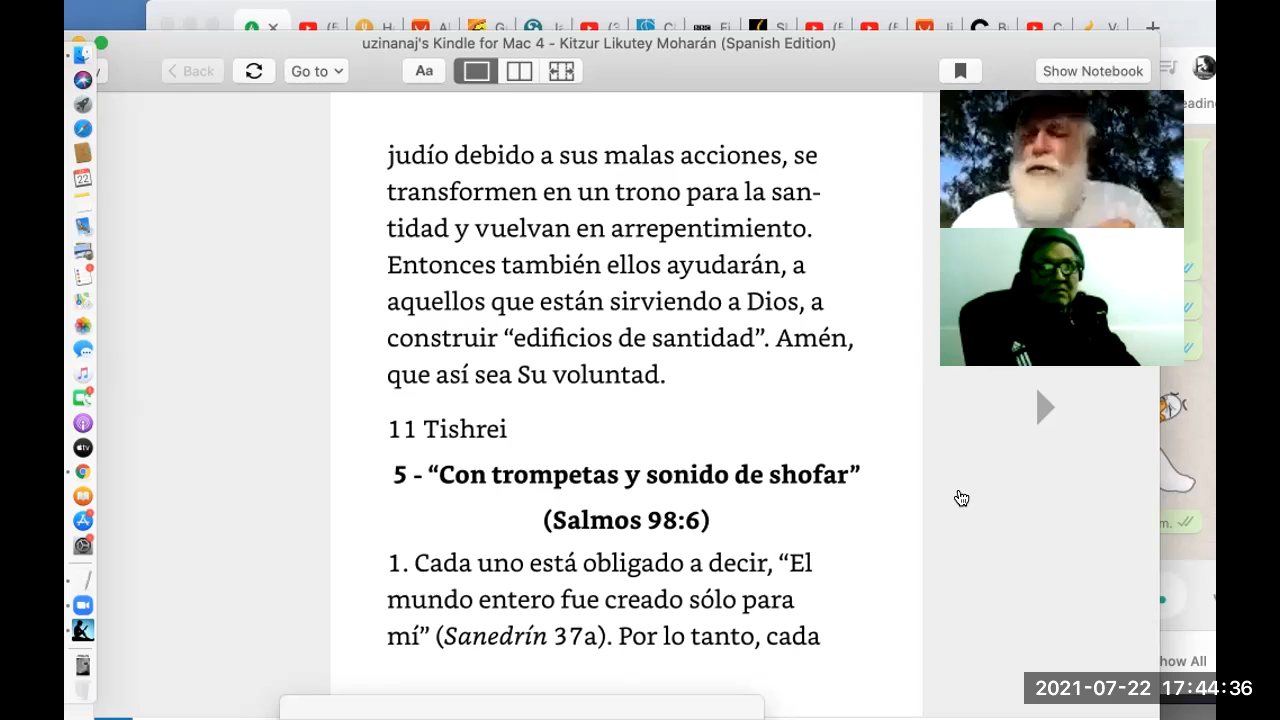 uzinanaj's Kindle for Mac 4 - Kitzur Likutey Moharán (Spanish Edition)
Back
Go to
Aa
Show Notebook
judío debido a sus malas acciones, se
transformen en un trono para la san-
tidad y vuelvan en arrepentimiento.
Entonces también ellos ayudarán, a
aquellos que están sirviendo a Dios, a
construir “edificios de santidad”. Amén,
que así sea Su voluntad.
11 Tishrei
5 - “Con trompetas y sonido de shofar”
(Salmos 98:6)
1. Cada uno está obligado a decir, “El
mundo entero fue creado sólo para
mí” (Sanedrín 37a). Por lo tanto, cada
22
tv
m.
how All
2021-07-22 17:44:36